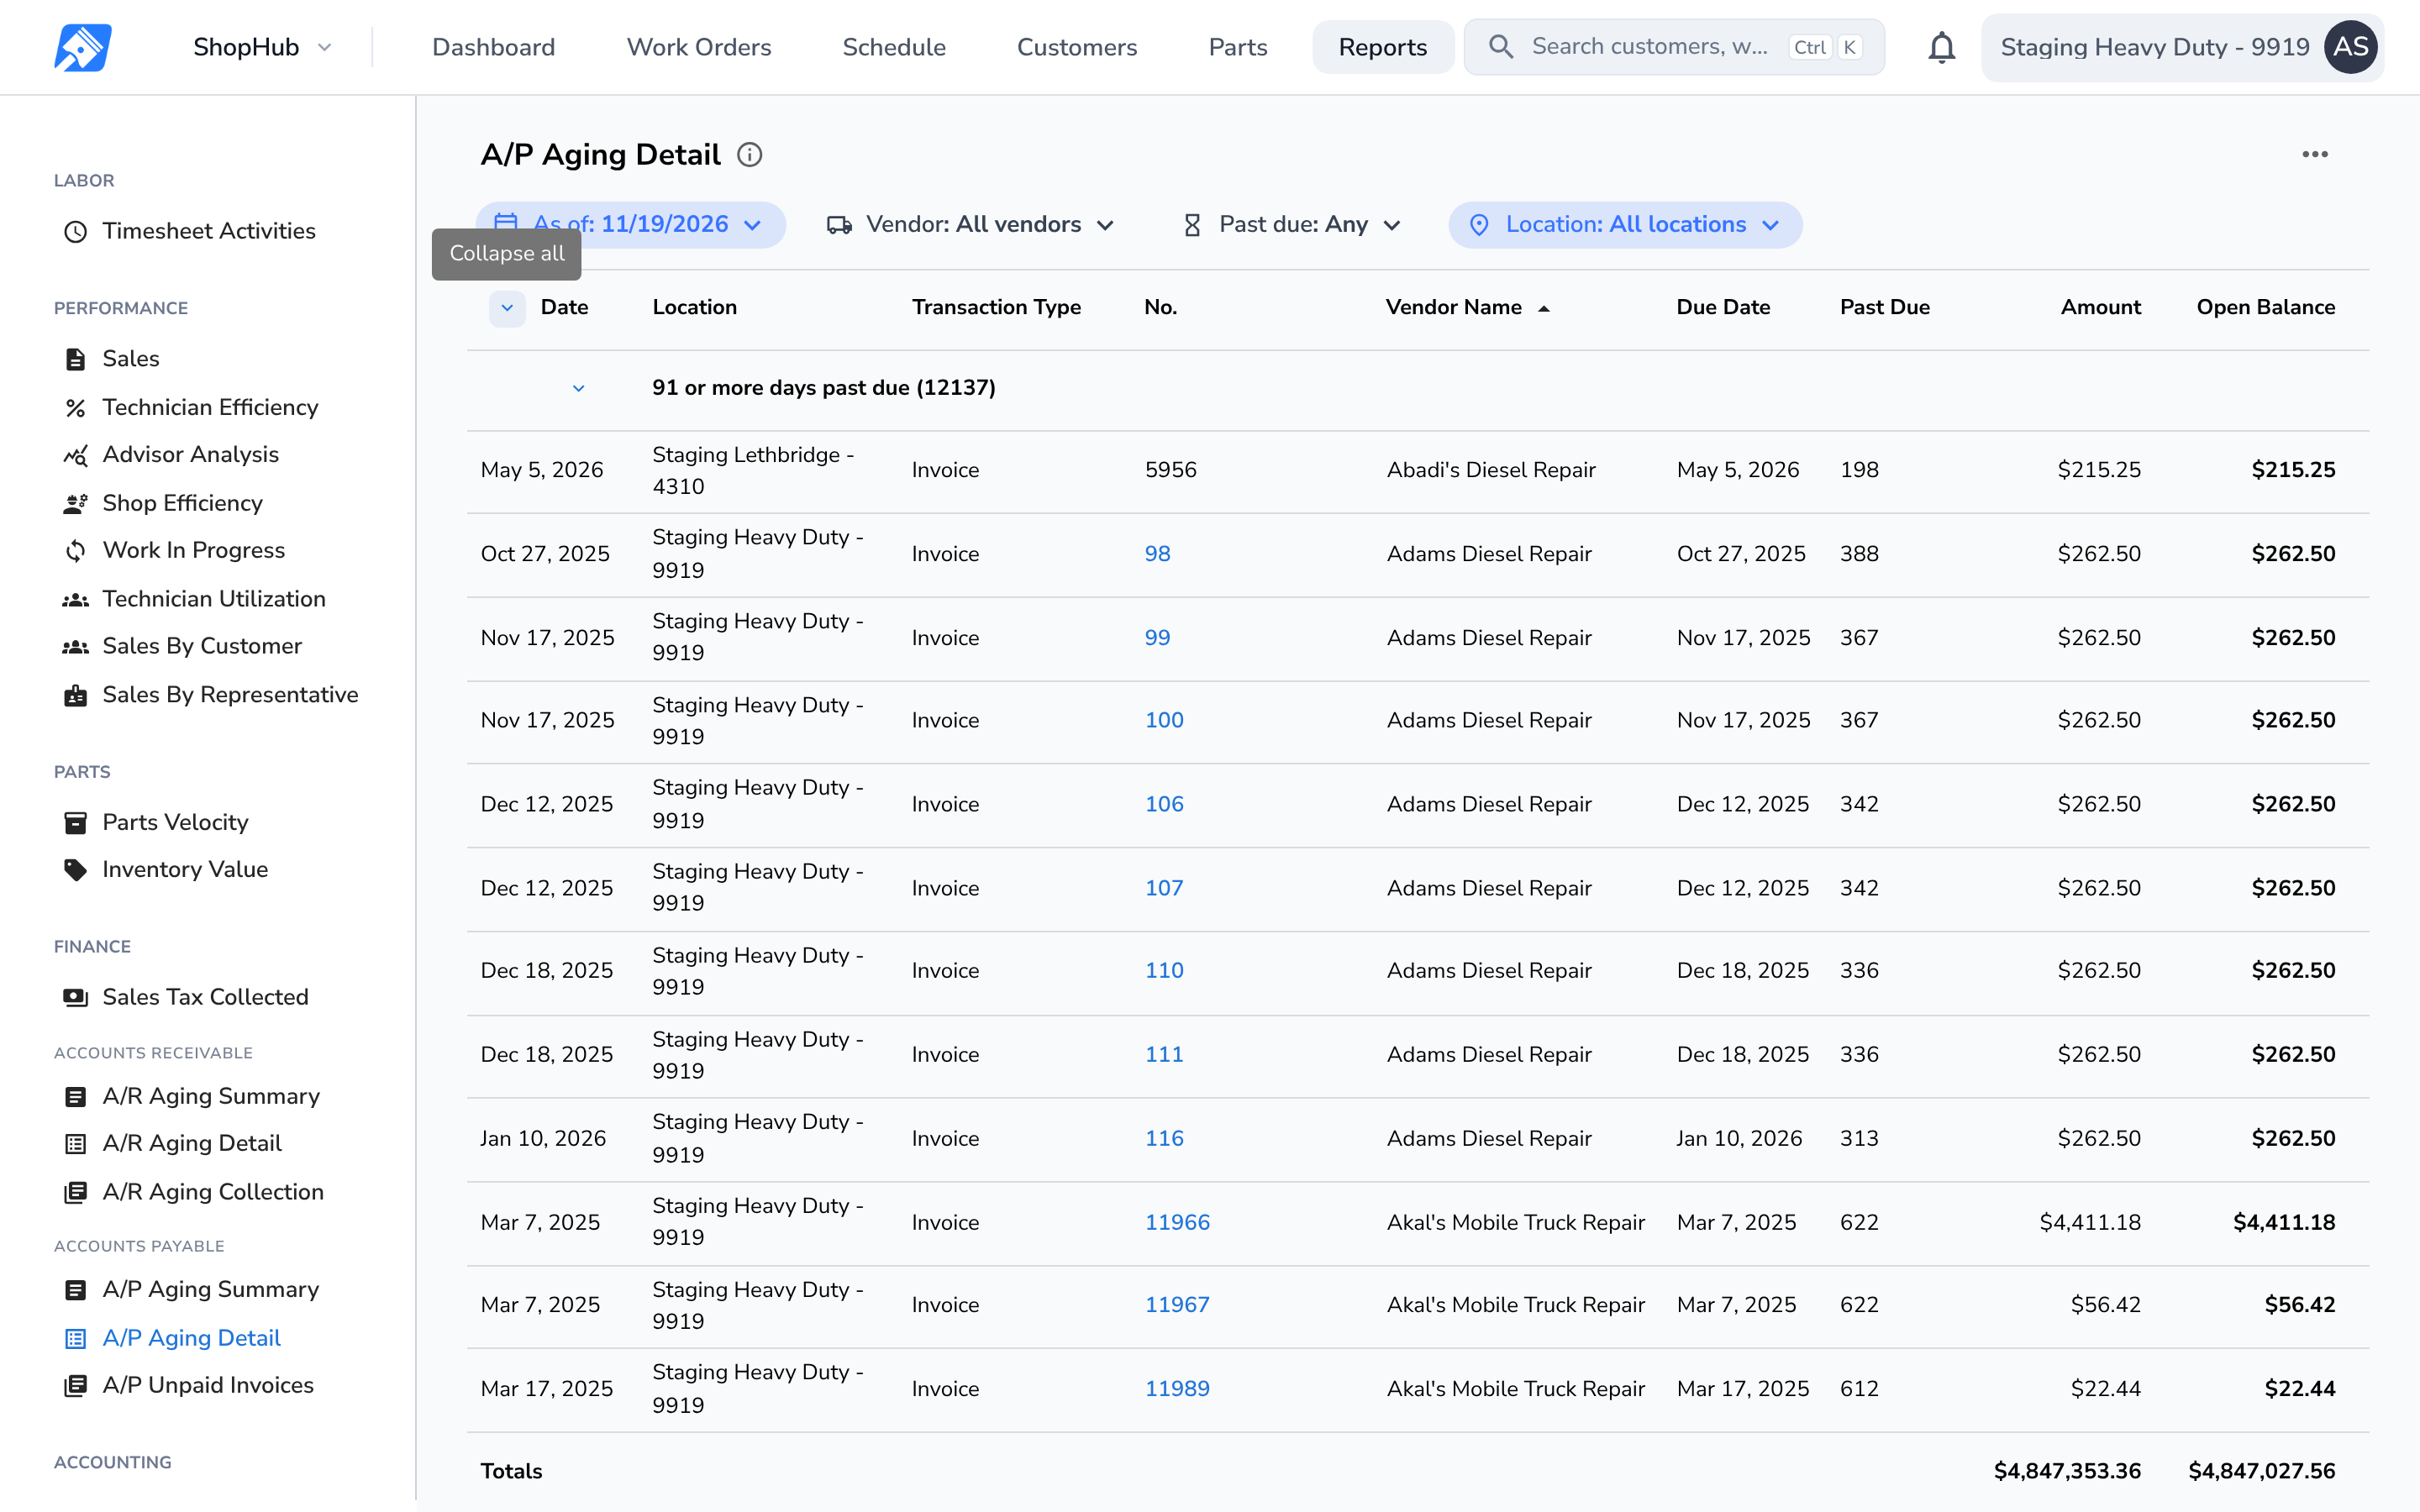 ShopHub
Dashboard
Work Orders
Schedule
Customers
Parts
Reports
Search customers, w...
Ctrl K
Staging Heavy Duty - 9919
AS
LABOR
Timesheet Activities
PERFORMANCE
Sales
Technician Efficiency
Advisor Analysis
Shop Efficiency
Work In Progress
Technician Utilization
Sales By Customer
Sales By Representative
PARTS
Parts Velocity
Inventory Value
FINANCE
Sales Tax Collected
ACCOUNTS RECEIVABLE
A/R Aging Summary
A/R Aging Detail
A/R Aging Collection
ACCOUNTS PAYABLE
A/P Aging Summary
A/P Aging Detail
A/P Unpaid Invoices
ACCOUNTING
A/P Aging Detail
As of: 11/19/2026
Vendor: All vendors
Past due: Any
Location: All locations
Collapse all
Date Location Transaction Type No. Vendor Name Due Date Past Due Amount Open Balance
91 or more days past due (12137)
May 5, 2026 Staging Lethbridge - 4310 Invoice 5956 Abadi's Diesel Repair May 5, 2026 198 $215.25 $215.25
Oct 27, 2025 Staging Heavy Duty - 9919 Invoice 98 Adams Diesel Repair Oct 27, 2025 388 $262.50 $262.50
Nov 17, 2025 Staging Heavy Duty - 9919 Invoice 99 Adams Diesel Repair Nov 17, 2025 367 $262.50 $262.50
Nov 17, 2025 Staging Heavy Duty - 9919 Invoice 100 Adams Diesel Repair Nov 17, 2025 367 $262.50 $262.50
Dec 12, 2025 Staging Heavy Duty - 9919 Invoice 106 Adams Diesel Repair Dec 12, 2025 342 $262.50 $262.50
Dec 12, 2025 Staging Heavy Duty - 9919 Invoice 107 Adams Diesel Repair Dec 12, 2025 342 $262.50 $262.50
Dec 18, 2025 Staging Heavy Duty - 9919 Invoice 110 Adams Diesel Repair Dec 18, 2025 336 $262.50 $262.50
Dec 18, 2025 Staging Heavy Duty - 9919 Invoice 111 Adams Diesel Repair Dec 18, 2025 336 $262.50 $262.50
Jan 10, 2026 Staging Heavy Duty - 9919 Invoice 116 Adams Diesel Repair Jan 10, 2026 313 $262.50 $262.50
Mar 7, 2025 Staging Heavy Duty - 9919 Invoice 11966 Akal's Mobile Truck Repair Mar 7, 2025 622 $4,411.18 $4,411.18
Mar 7, 2025 Staging Heavy Duty - 9919 Invoice 11967 Akal's Mobile Truck Repair Mar 7, 2025 622 $56.42 $56.42
Mar 17, 2025 Staging Heavy Duty - 9919 Invoice 11989 Akal's Mobile Truck Repair Mar 17, 2025 612 $22.44 $22.44
Totals $4,847,353.36 $4,847,027.56